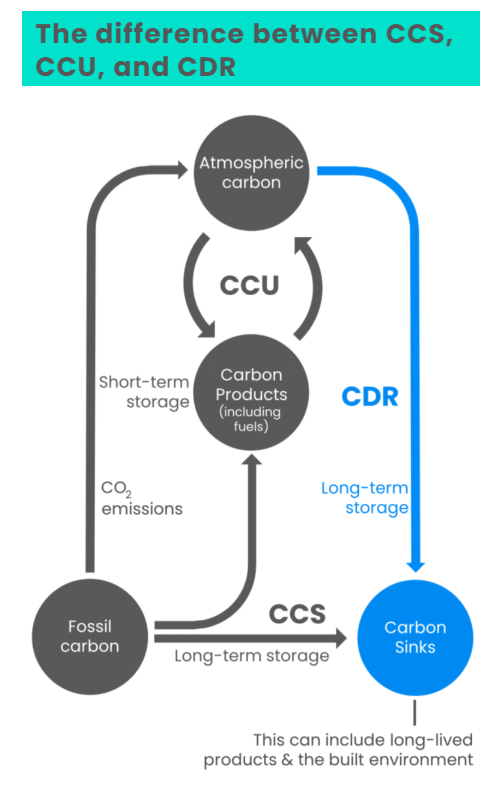 The difference between CCS,
CCU, and CDR
Atmospheric
carbon
CCU
Carbon
Products
(including
fuels)
Short-term
storage
CDR
CO₂
emissions
Long-term
storage
Fossil
carbon
CCS
Long-term storage
Carbon
Sinks
This can include long-lived
products & the built environment